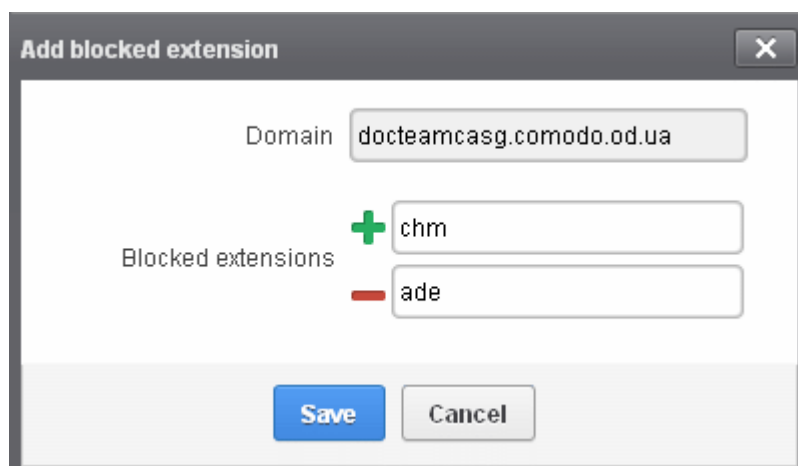 Add blocked extension
Domain docteamcasg.comodo.od.ua
chm
Blocked extensions
ade
Save Cancel